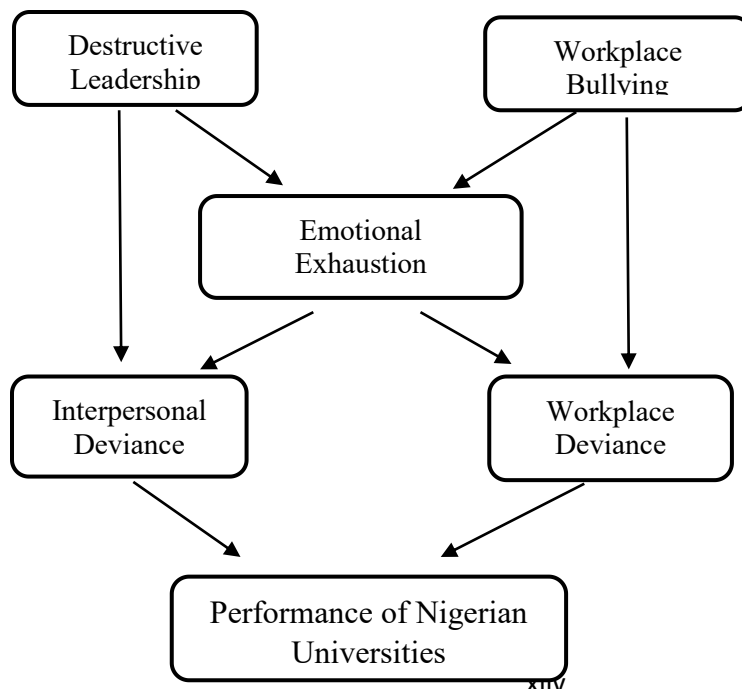 Destructive
Leadership
Workplace
Bullying
Emotional
Exhaustion
Interpersonal
Deviance
Workplace
Deviance
Performance of Nigerian
Universities